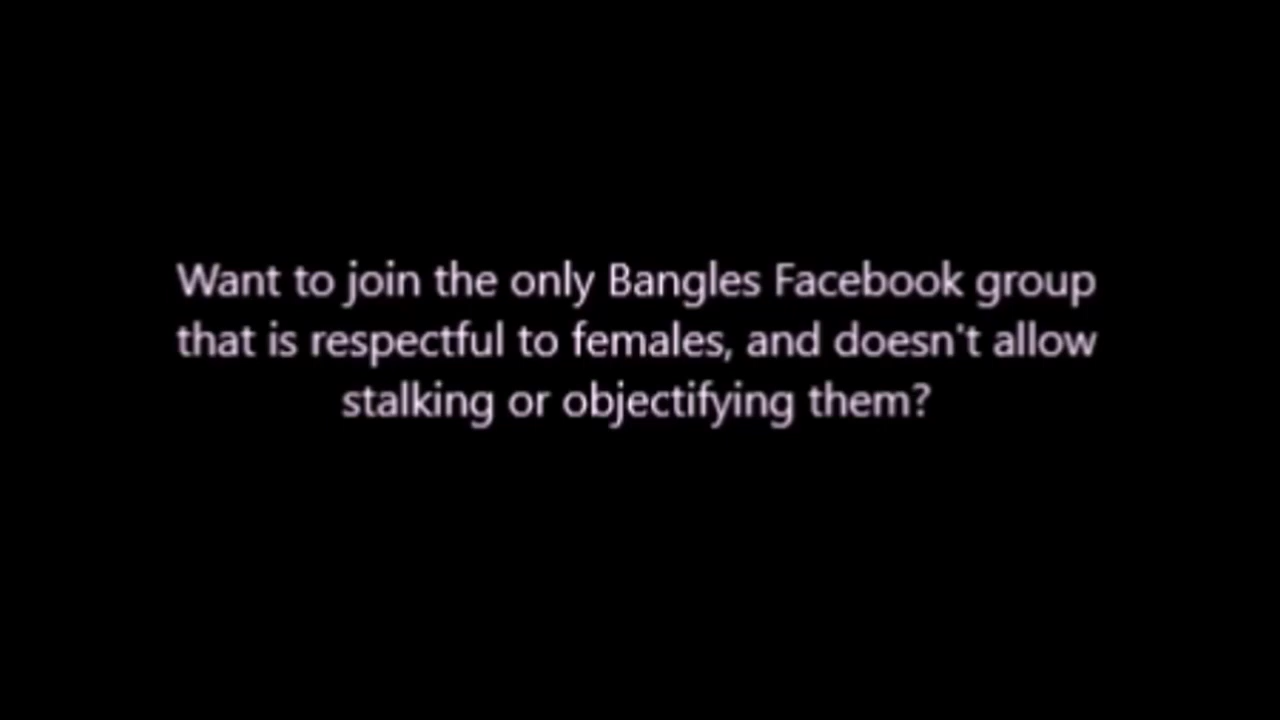 Want to join the only Bangles Facebook group
that is respectful to females, and doesn't allow
stalking or objectifying them?